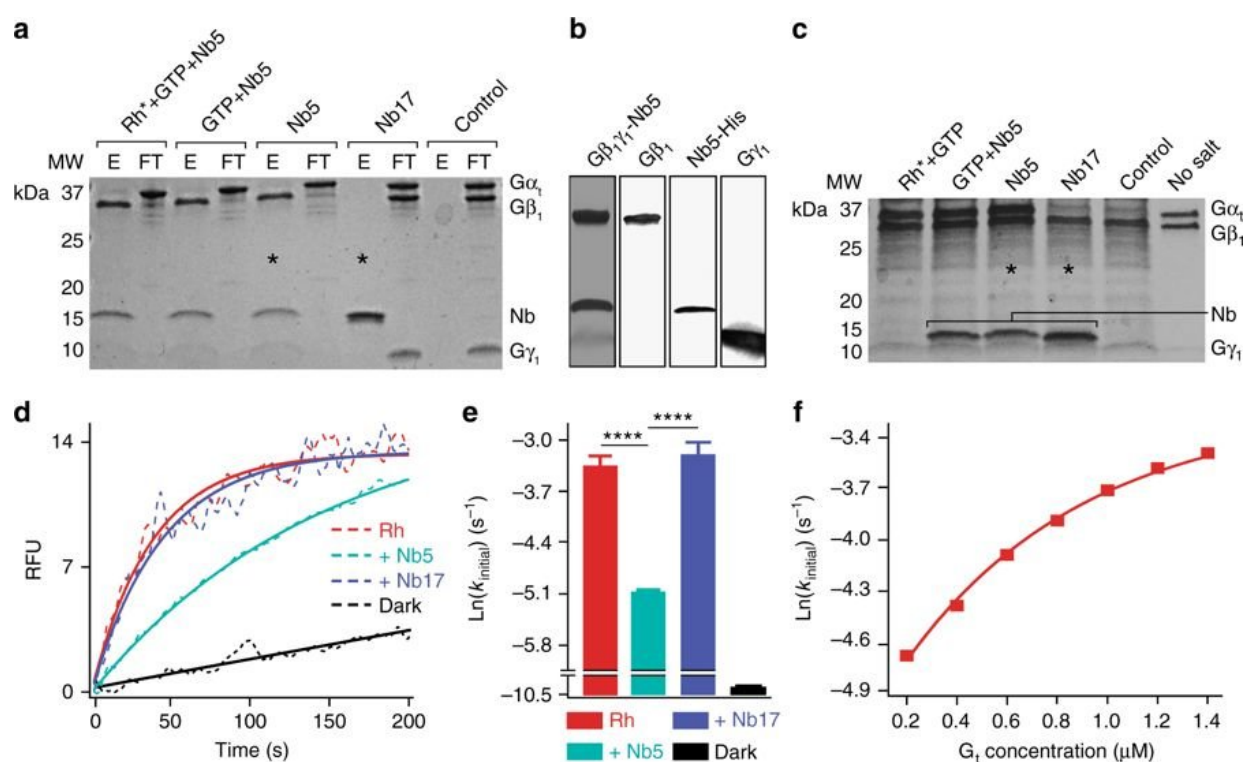 a
Rh*+GTP+Nb5
GTP+Nb5
Nb5
Nb17
Control
MW
E FT E FT E FT E FT E FT
kDa
37
25
20
15
10
Gαt
Gβ1
Nb
Gγ1
*
*
b
Gβ1γ1-Nb5
Gβ1
Nb5-His
Gγ1
c
Rh*+GTP
GTP+Nb5
Nb5
Nb17
Control
No salt
MW
kDa
37
25
20
15
10
Gαt
Gβ1
Nb
Gγ1
*
*
d
RFU
14
7
0
Rh
+ Nb5
+ Nb17
Dark
0 50 100 150 200
Time (s)
e
Ln(kinitial) (s−1)
−3.0
−3.7
−4.4
−5.1
−5.8
−10.5
****
****
Rh
+ Nb17
+ Nb5
Dark
f
Ln(kinitial) (s−1)
−3.4
−3.7
−4.0
−4.3
−4.6
−4.9
0.2 0.4 0.6 0.8 1.0 1.2 1.4
Gt concentration (μM)